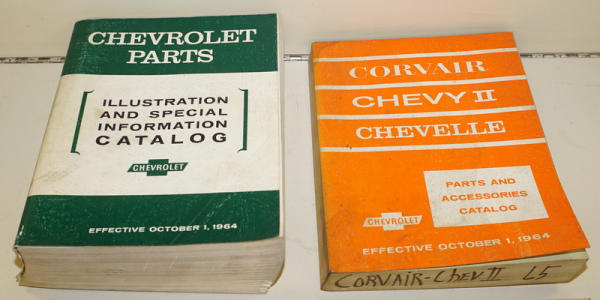 CHEVROLET
PARTS
ILLUSTRATION
AND SPECIAL
INFORMATION
CATALOG
CHEVROLET
EFFECTIVE OCTOBER 1, 1964
CORVAIR
CHEVY II
CHEVELLE
PARTS AND
ACCESSORIES
CATALOG
CHEVROLET
EFFECTIVE OCTOBER 1, 1964
CORVAIR-CHEV II 65